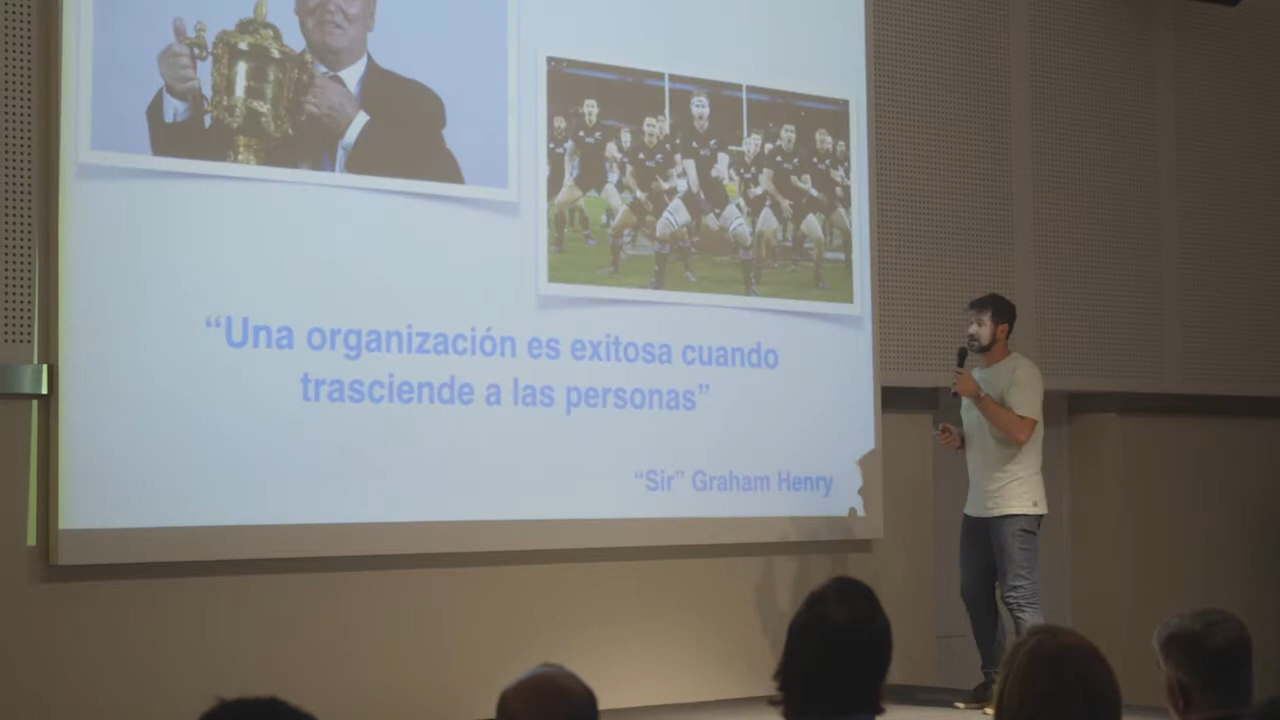 “Una organización es exitosa cuando
trasciende a las personas”
“Sir” Graham Henry